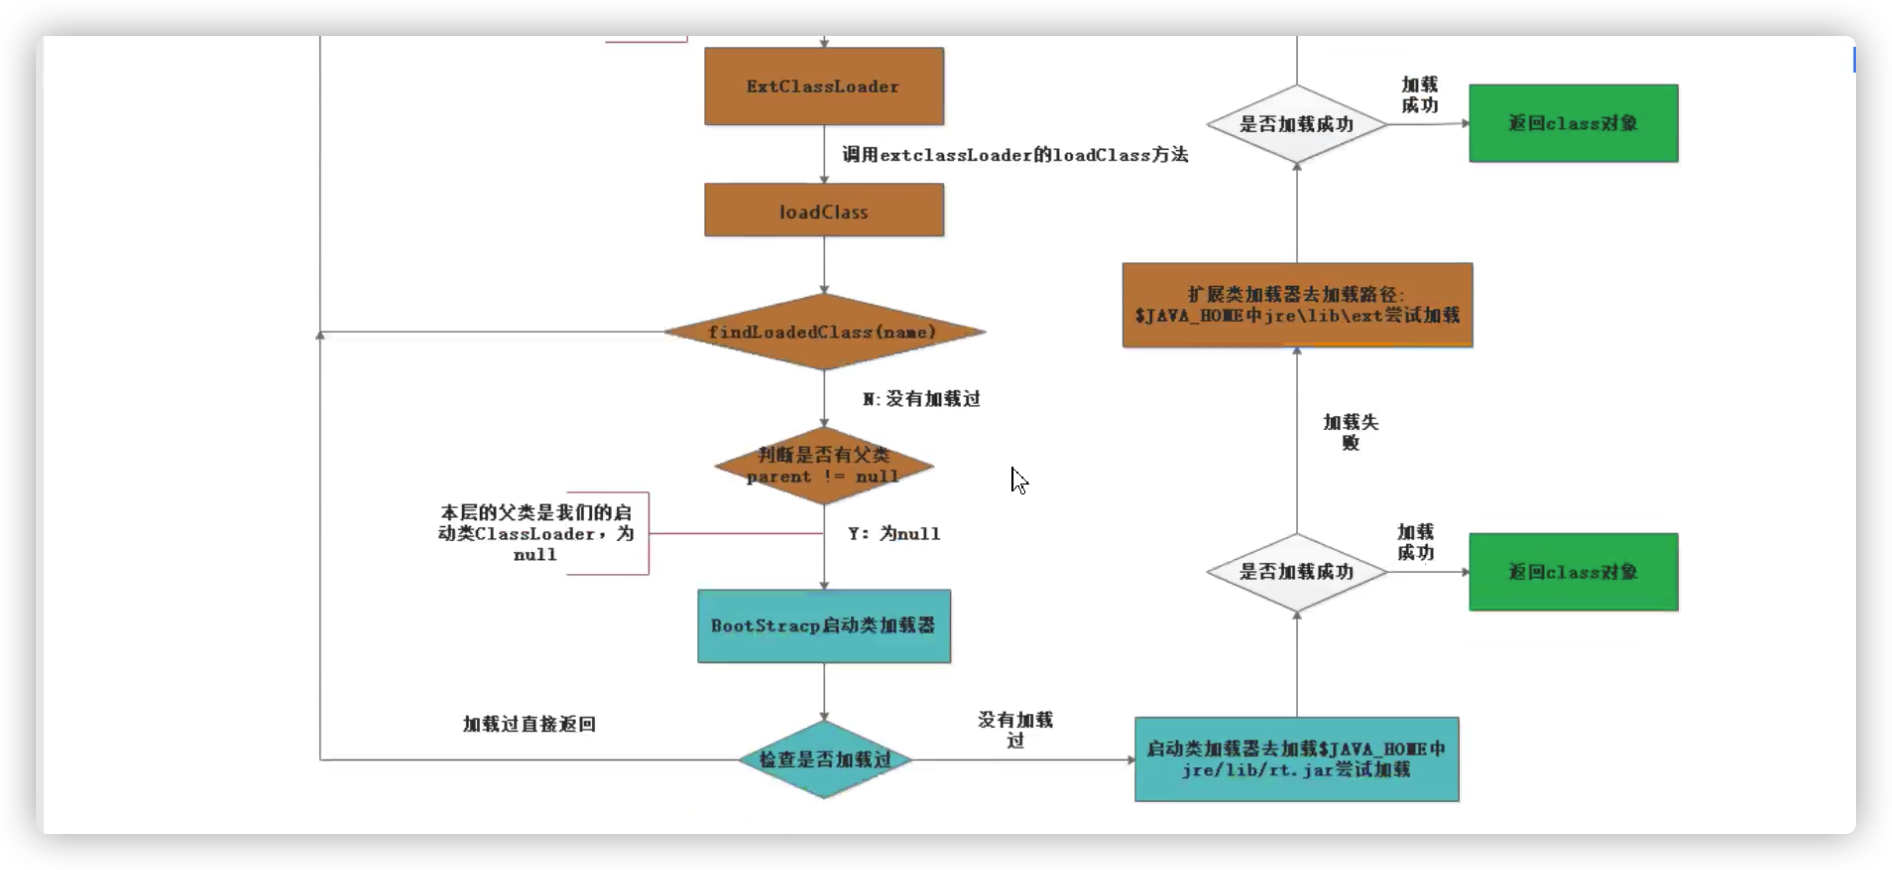 ExtClassLoader
调用extclassLoader的loadClass方法
loadClass
findLoadedClass(name)
N:没有加载过
判断是否有父类
parent != null
本层的父类是我们的启
动类ClassLoader，为
null
Y: 为null
BootStracp启动类加载器
加载过直接返回
检查是否加载过
没有加载
过
启动类加载器去加载$JAVA_HOME中
jre/lib/rt.jar尝试加载
是否加载成功
加载
成功
返回class对象
加载失
败
扩展类加载器去加载路径:
$JAVA_HOME中jre\lib\ext尝试加载
是否加载成功
加载
成功
返回class对象